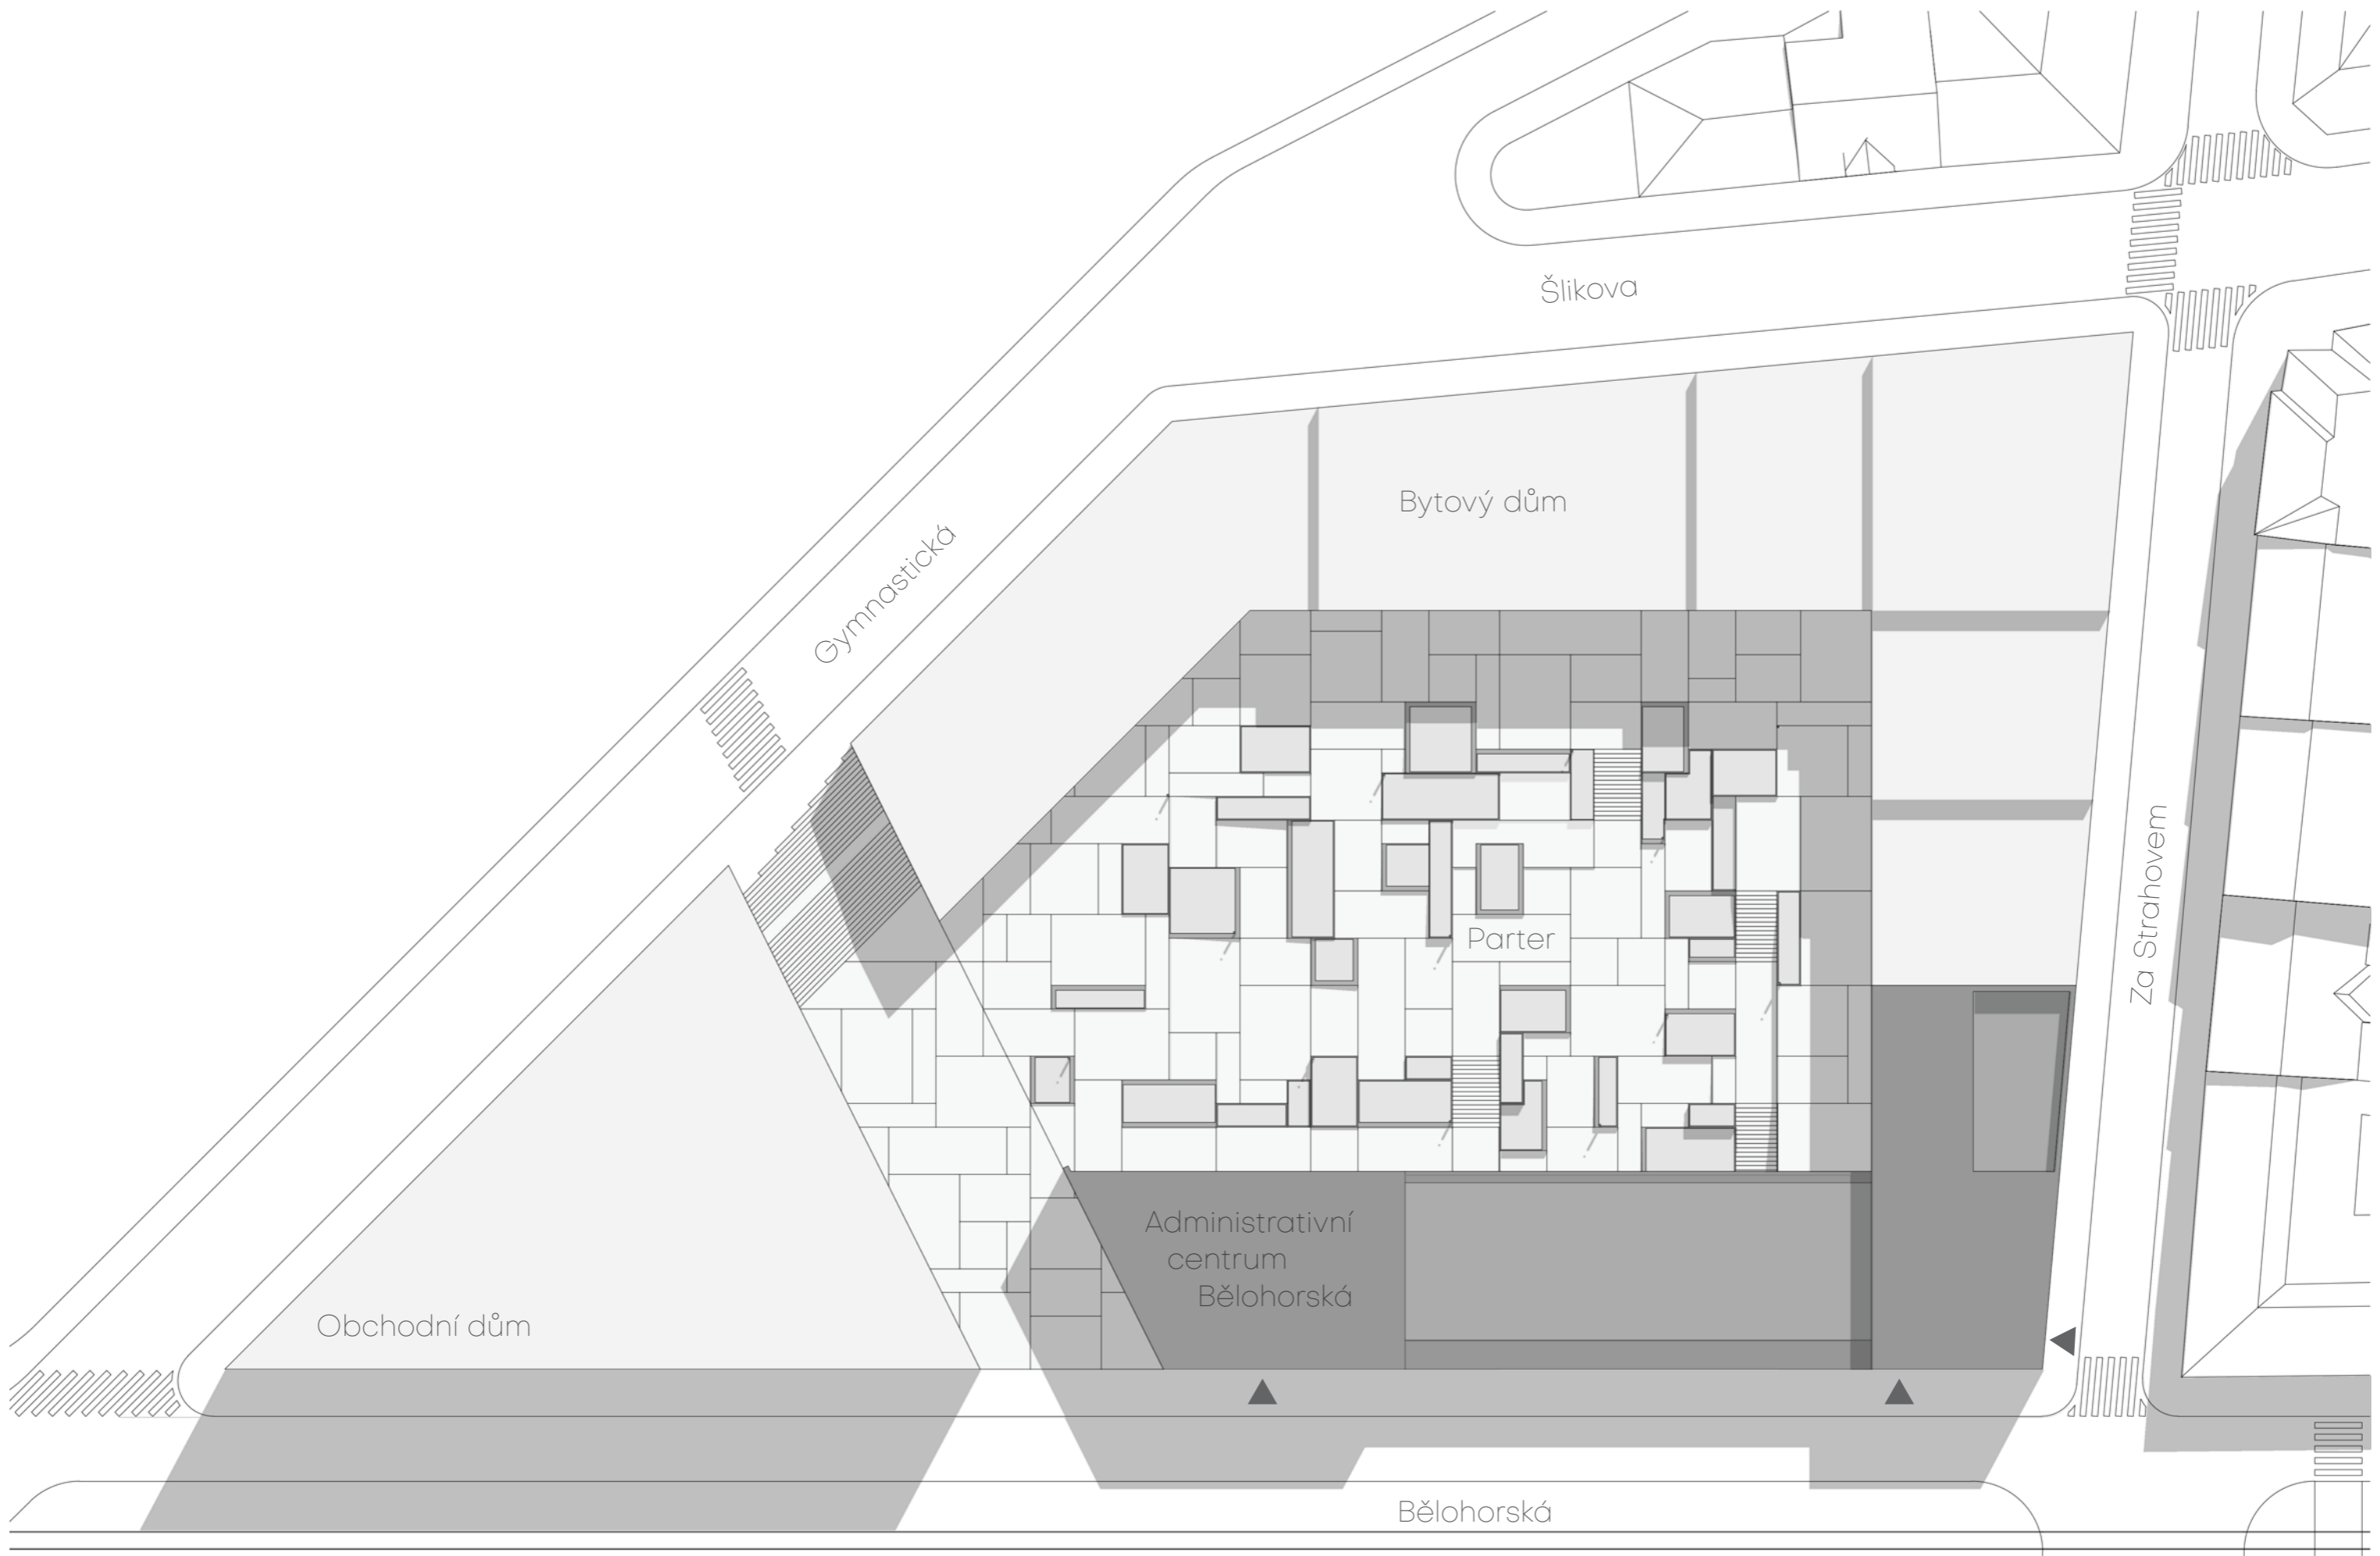 Šlikova
Bytový dům
Gymnastická
Za Strahovem
Parter
Administrativní
centrum
Bělohorská
Obchodní dům
Bělohorská